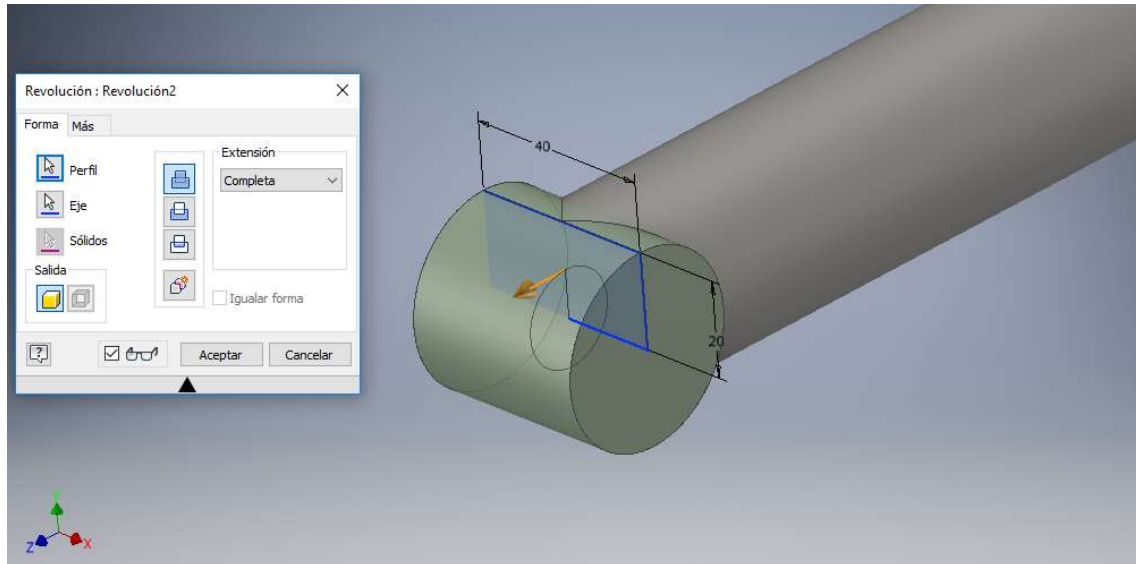 Revolución : Revolución2
Forma Más
Perfil
Eje
Sólidos
Salida
Extensión
Completa
Igualar forma
?
Aceptar Cancelar
40
20
Y
Z
X